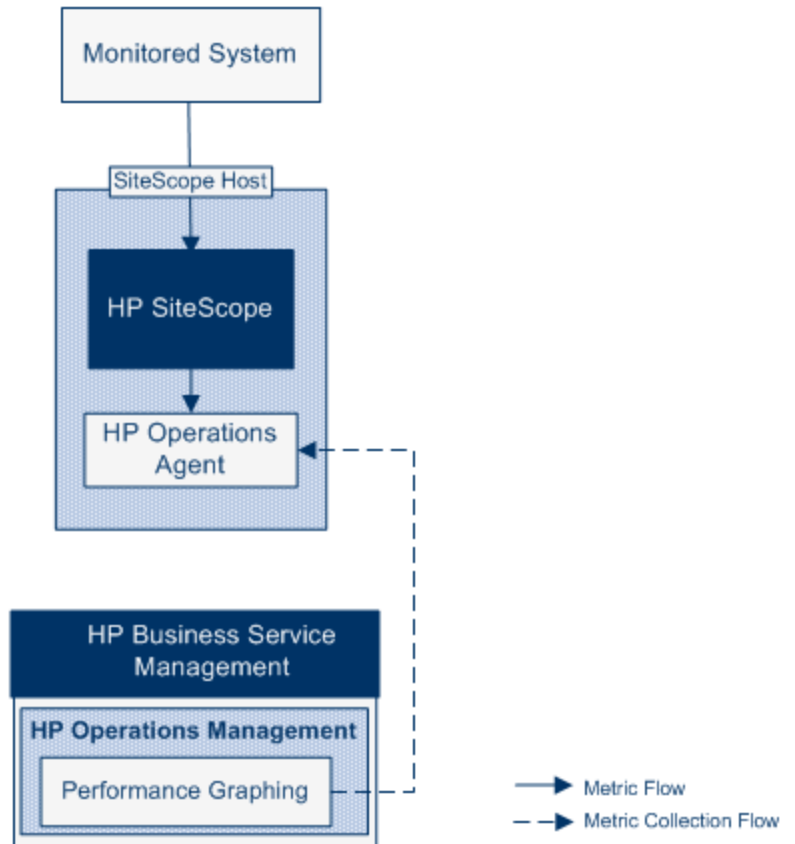 Monitored System
SiteScope Host
HP SiteScope
HP Operations
Agent
HP Business Service
Management
HP Operations Management
Performance Graphing
Metric Flow
Metric Collection Flow